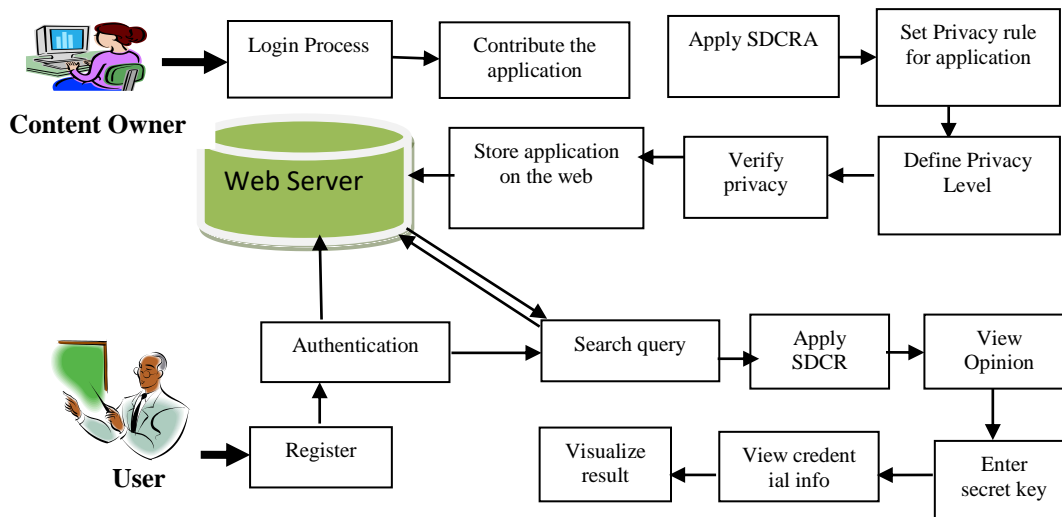 Login Process
Contribute the
application
Apply SDCRA
Set Privacy rule
for application
Content Owner
Web Server
Store application
on the web
Verify
privacy
Define Privacy
Level
Authentication
Search query
Apply
SDCR
View
Opinion
User
Register
Visualize
result
View credent
ial info
Enter
secret key